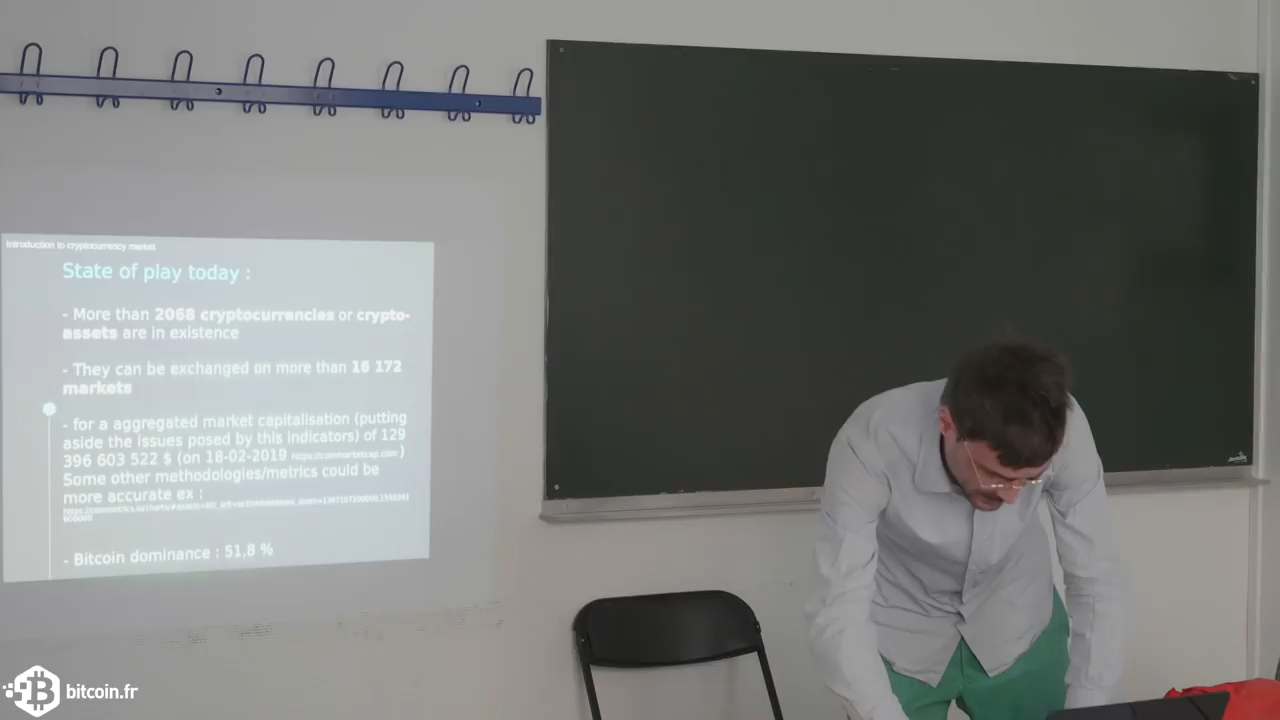 Introduction to cryptocurrency market
State of play today :
- More than 2068 cryptocurrencies or crypto-
assets are in existence
- They can be exchanged on more than 16 172
markets
- for a aggregated market capitalisation (putting
aside the issues posed by this indicators) of 129
396 603 522 $ (on 18-02-2019 https://coinmarketcap.com )
Some other methodologies/metrics could be
more accurate ex :
- Bitcoin dominance : 51,8 %
bitcoin.fr